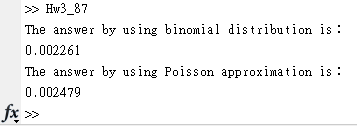 >> Hw3_87
The answer by using binomial distribution is:
0.002261
The answer by using Poisson approximation is:
0.002479
fx >>